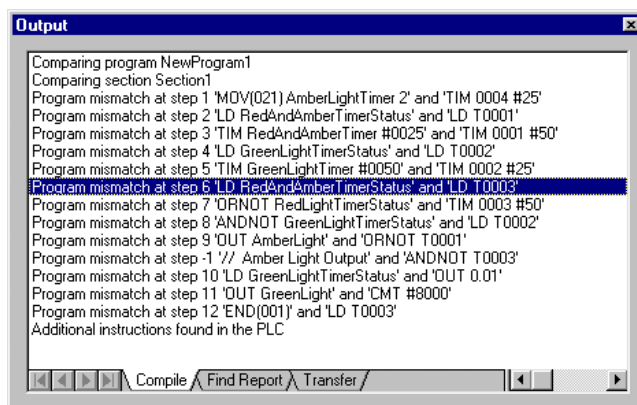 Output
Comparing program NewProgram1
Comparing section Section1
Program mismatch at step 1 'MOV(021) AmberLightTimer 2' and 'TIM 0004 #25'
Program mismatch at step 2 'LD RedAndAmberTimerStatus' and 'LD T0001'
Program mismatch at step 3 'TIM RedAndAmberTimer #0025' and 'TIM 0001 #50'
Program mismatch at step 4 'LD GreenLightTimerStatus' and 'LD T0002'
Program mismatch at step 5 'TIM GreenLightTimer #0050' and 'TIM 0002 #25'
Program mismatch at step 6 'LD RedAndAmberTimerStatus' and 'LD T0003'
Program mismatch at step 7 'ORNOT RedLightTimerStatus' and 'TIM 0003 #50'
Program mismatch at step 8 'ANDNOT GreenLightTimerStatus' and 'LD T0002'
Program mismatch at step 9 'OUT AmberLight' and 'ORNOT T0001'
Program mismatch at step -1 '//  Amber Light Output' and 'ANDNOT T0003'
Program mismatch at step 10 'LD GreenLightTimerStatus' and 'OUT 0.01'
Program mismatch at step 11 'OUT GreenLight' and 'CMT #8000'
Program mismatch at step 12 'END(001)' and 'LD T0003'
Additional instructions found in the PLC
Compile Find Report Transfer